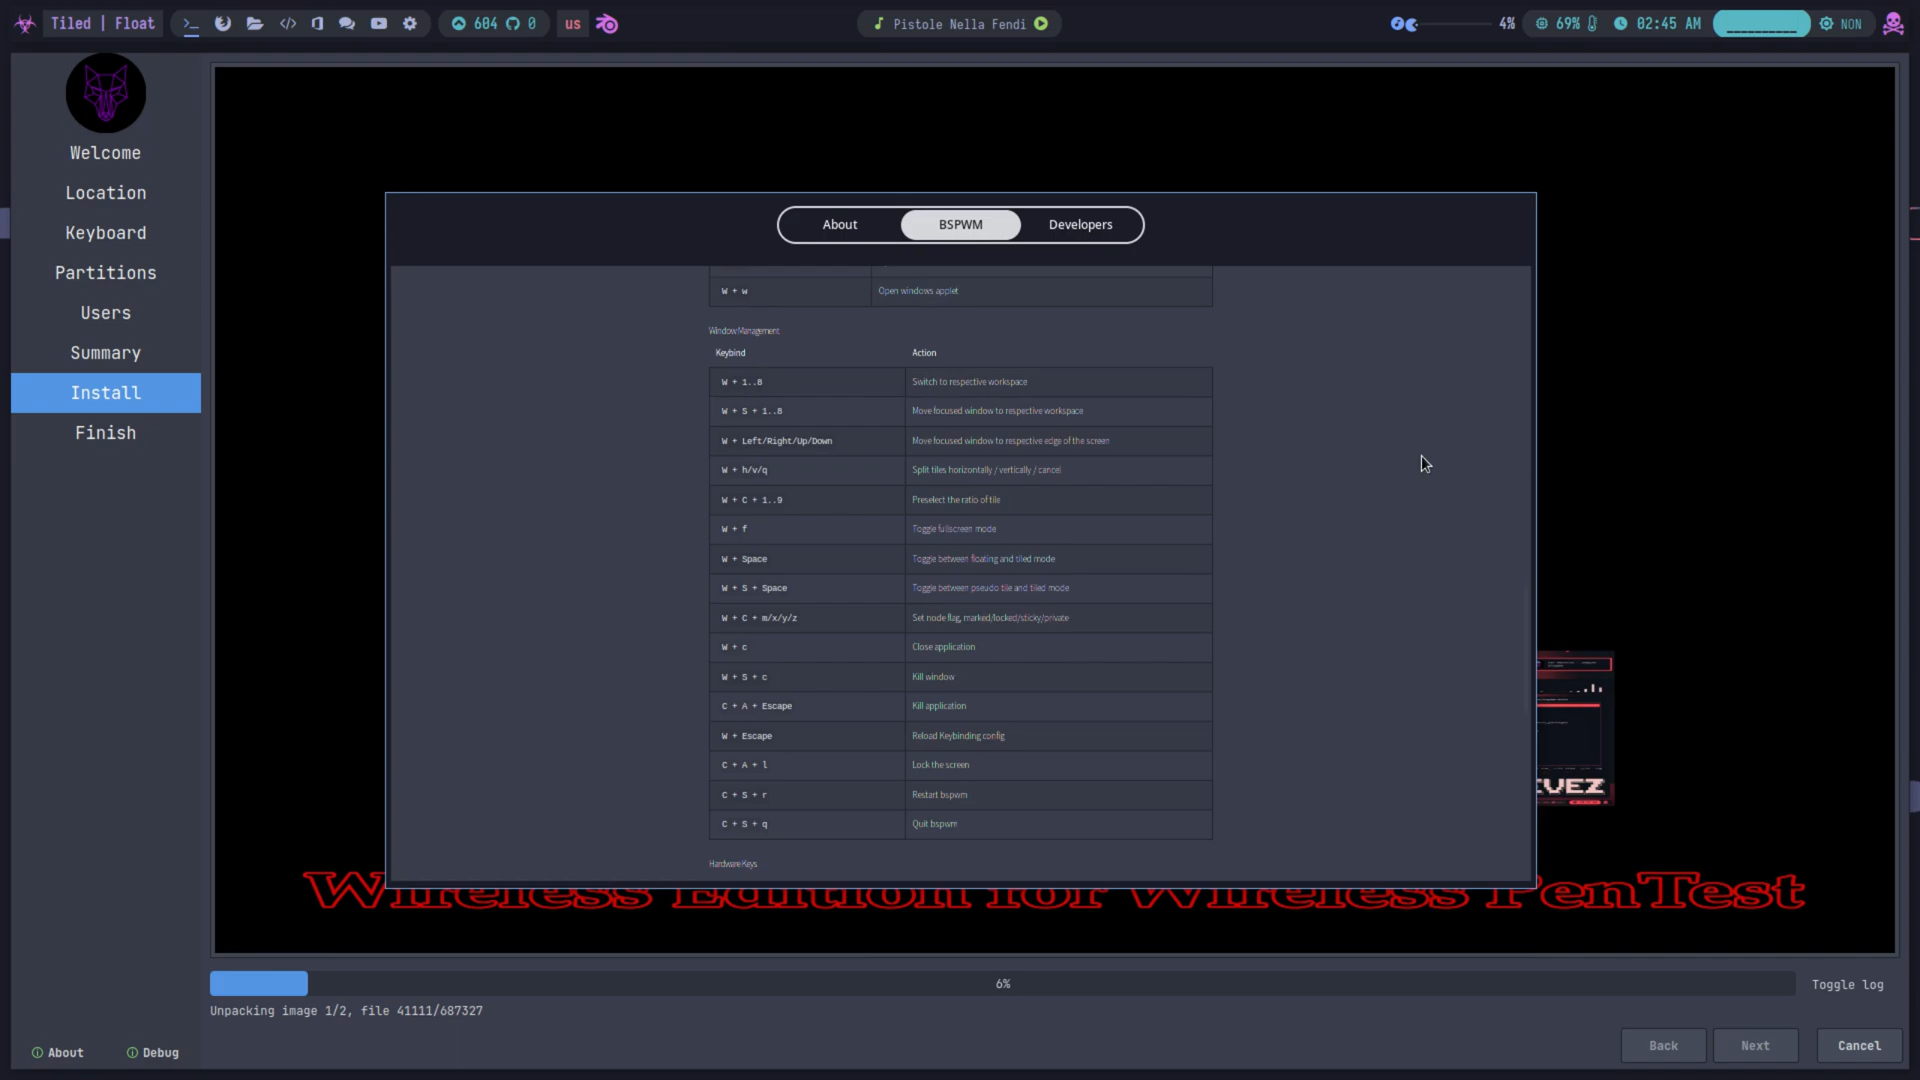 Tiled | Float
>_
</>
604
0
us
Pistole Nella Fendi
4%
69%
02:45 AM
NON
Welcome
Location
Keyboard
Partitions
Users
Summary
Install
Finish
About
BSPWM
Developers
W + w
Open windows applet
Window Management
Keybind
Action
W + 1..8
Switch to respective workspace
W + S + 1..8
Move focused window to respective workspace
W + Left/Right/Up/Down
Move focused window to respective edge of the screen
W + h/v/q
Split tiles horizontally / vertically / cancel
W + C + 1..9
Preselect the ratio of tile
W + f
Toggle fullscreen mode
W + Space
Toggle between floating and tiled mode
W + S + Space
Toggle between pseudo tile and tiled mode
W + C + m/x/y/z
Set node flag, marked/locked/sticky/private
W + c
Close application
W + S + c
Kill window
C + A + Escape
Kill application
W + Escape
Reload Keybinding config
C + A + l
Lock the screen
C + S + r
Restart bspwm
C + S + q
Quit bspwm
Hardware Keys
Wireless Edition for Wireless PenTest
6%
Toggle log
Unpacking image 1/2, file 41111/687327
About
Debug
Back
Next
Cancel